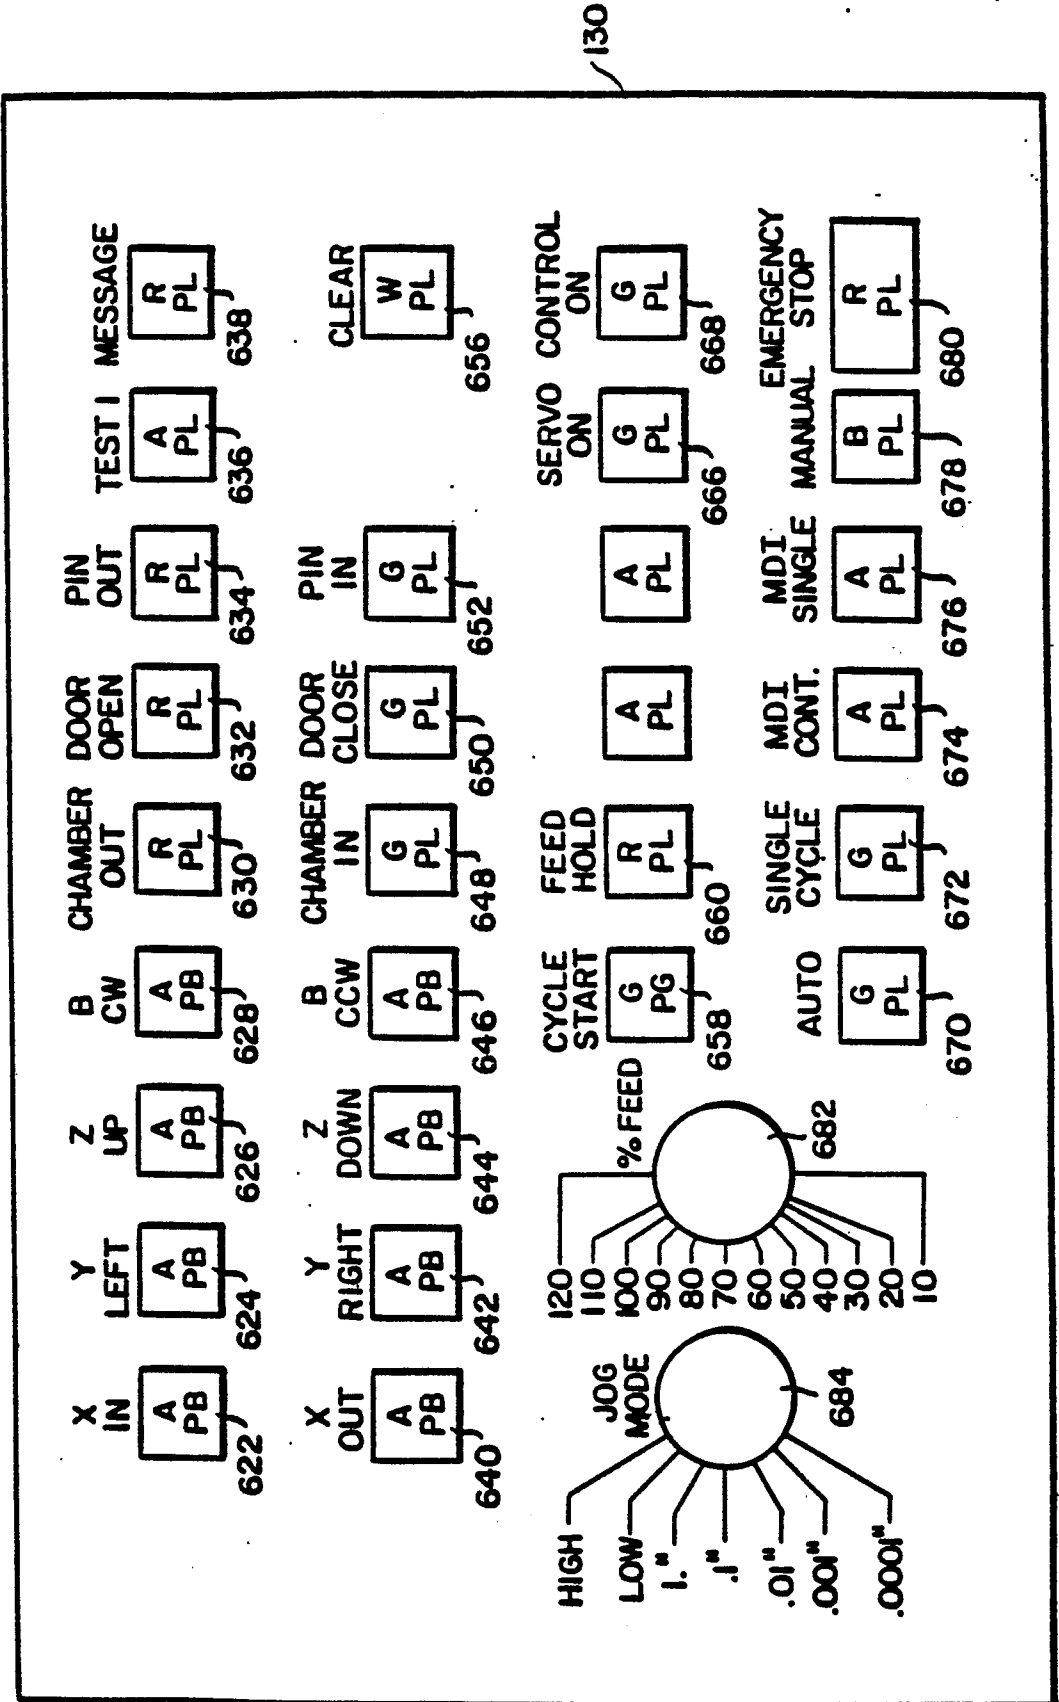 130
X
IN
A
PB
622
Y
LEFT
A
PB
624
Z
UP
A
PB
626
B
CW
A
PB
628
CHAMBER
OUT
R
PL
630
DOOR
OPEN
R
PL
632
PIN
OUT
R
PL
634
TEST 1
A
PL
636
MESSAGE
R
PL
638
X
OUT
A
PB
640
Y
RIGHT
A
PB
642
Z
DOWN
A
PB
644
B
CCW
A
PB
646
CHAMBER
IN
G
PL
648
DOOR
CLOSE
G
PL
650
PIN
IN
G
PL
652
CLEAR
W
PL
656
JOG
MODE
HIGH
LOW
1."
.1"
.01"
.001"
.0001"
684
% FEED
120
110
100
90
80
70
60
50
40
30
20
10
682
CYCLE
START
G
PG
658
FEED
HOLD
R
PL
660
A
PL
A
PL
SERVO
ON
G
PL
666
CONTROL
ON
G
PL
668
AUTO
G
PL
670
SINGLE
CYCLE
G
PL
672
MDI
CONT.
A
PL
674
MDI
SINGLE
A
PL
676
MANUAL
B
PL
678
EMERGENCY
STOP
R
PL
680